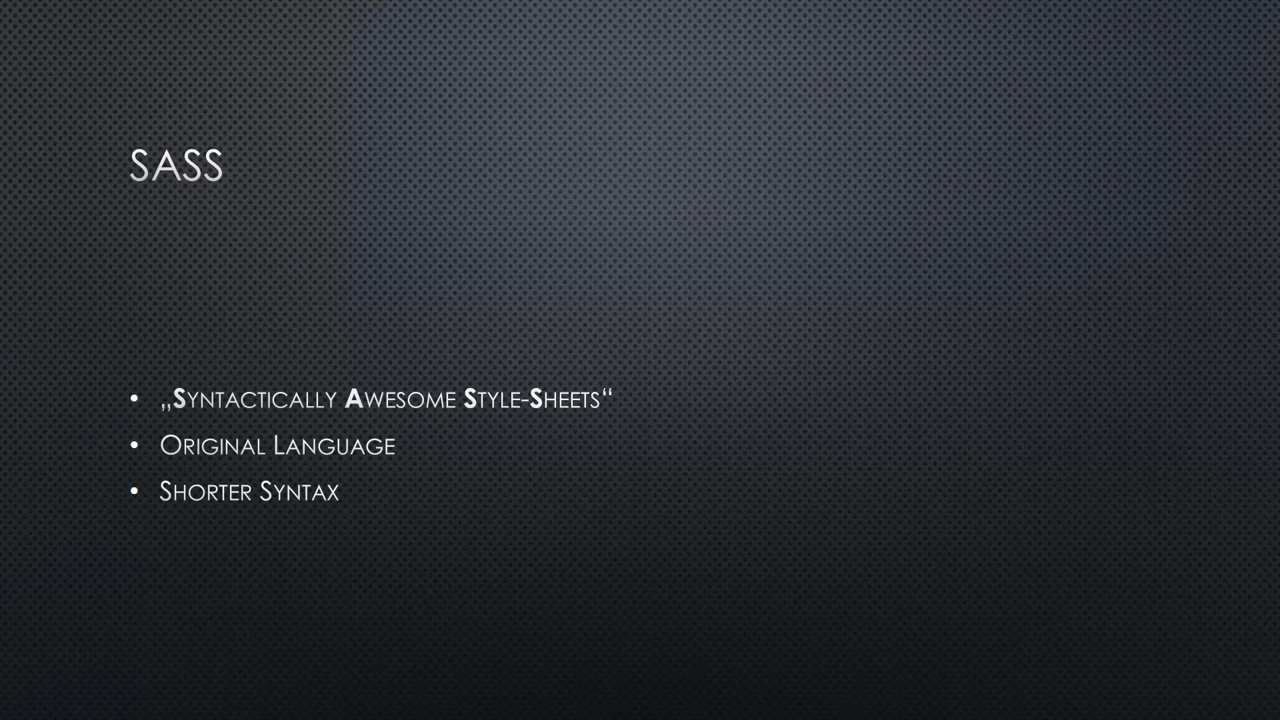 SASS
• „Syntactically Awesome Style-Sheets“
• Original Language
• Shorter Syntax